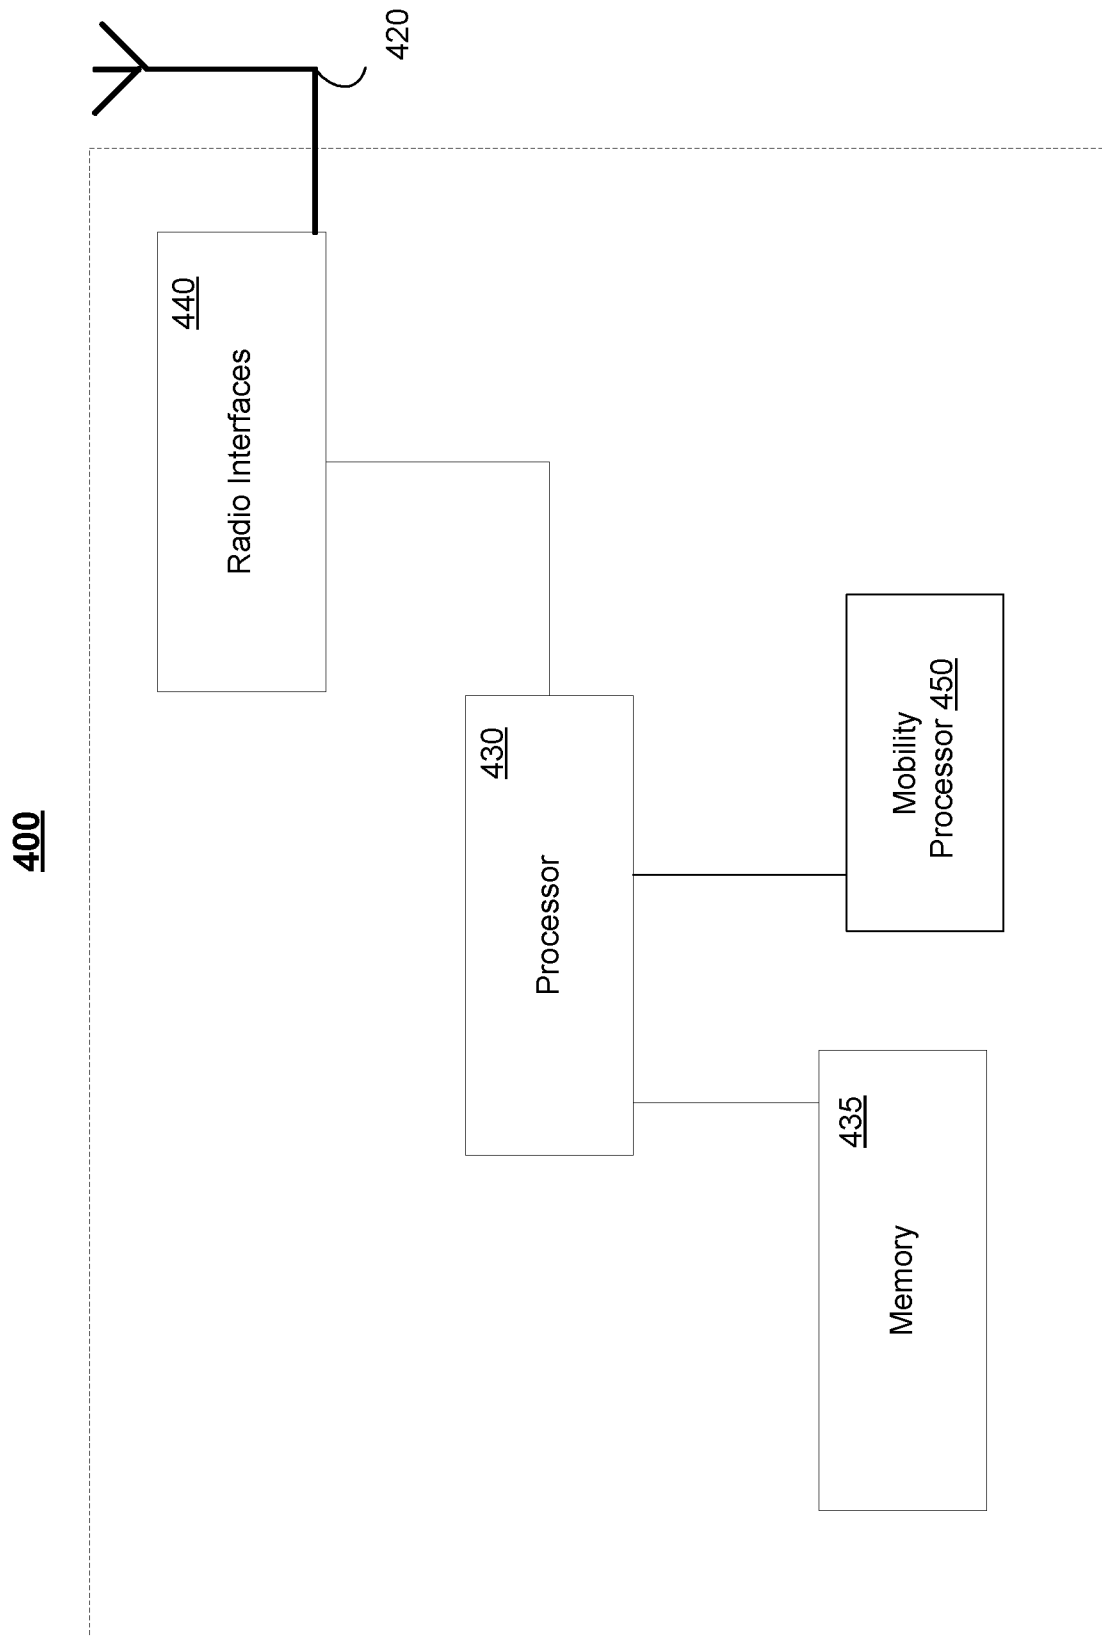 400
420
440
Radio Interfaces
430
Processor
Mobility
Processor 450
435
Memory